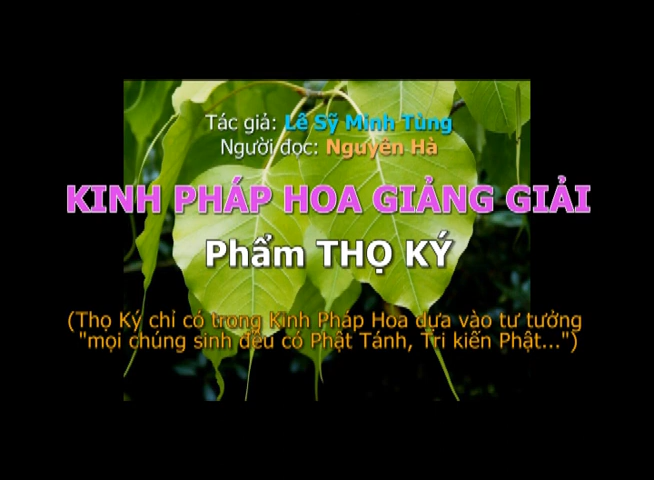 Tác giả: Lê Sỹ Minh Tùng
Người đọc: Nguyên Hà
KINH PHÁP HOA GIẢNG GIẢI
Phẩm THỌ KÝ
(Thọ Ký chỉ có trong Kinh Pháp Hoa dựa vào tư tưởng
"mọi chúng sinh đều có Phật Tánh, Tri kiến Phật...")